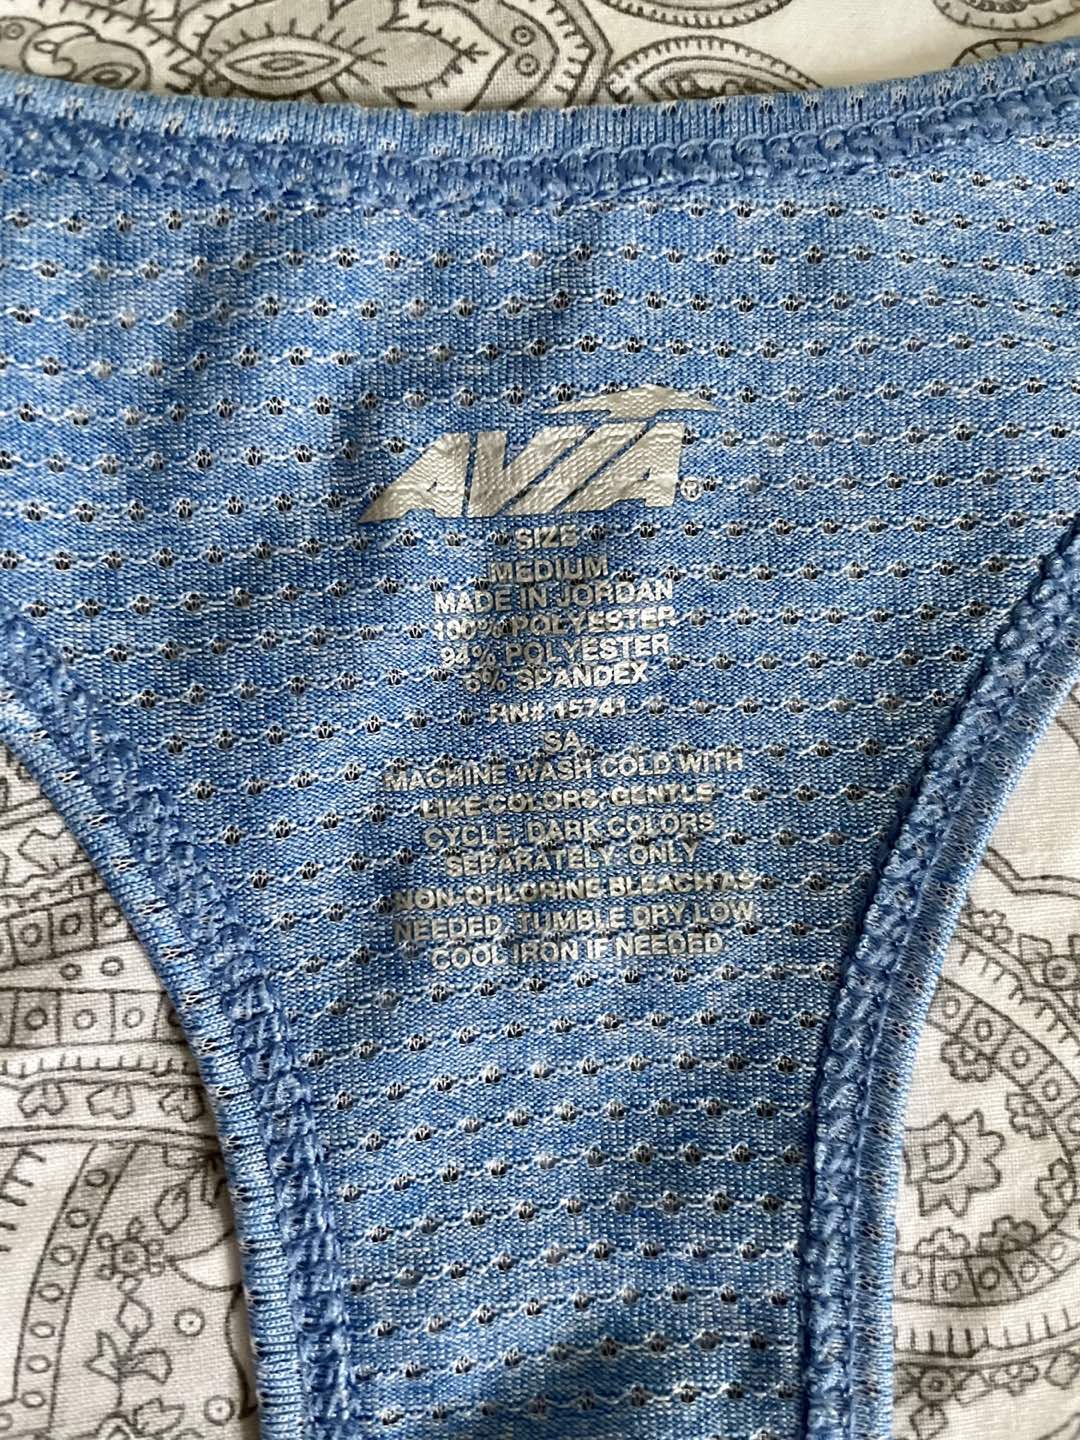 AVIA®
SIZE
MEDIUM
MADE IN JORDAN
100% POLYESTER
94% POLYESTER
6% SPANDEX
RN# 15741
SA
MACHINE WASH COLD WITH
LIKE COLORS, GENTLE
CYCLE, DARK COLORS
SEPARATELY, ONLY
NON-CHLORINE BLEACH AS
NEEDED, TUMBLE DRY LOW,
COOL IRON IF NEEDED